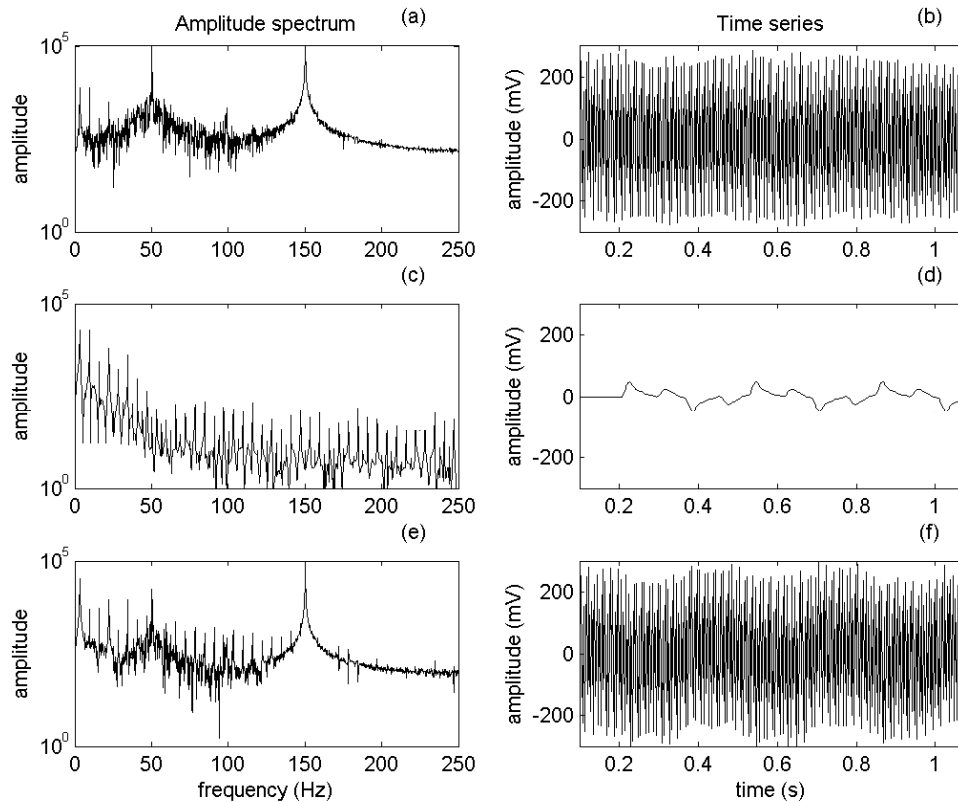 Amplitude spectrum (a)
10^5
amplitude
10^0
0 50 100 150 200 250
Time series (b)
200
0
-200
amplitude (mV)
0.2 0.4 0.6 0.8 1
(c)
10^5
amplitude
10^0
0 50 100 150 200 250
(d)
200
0
-200
amplitude (mV)
0.2 0.4 0.6 0.8 1
(e)
10^5
amplitude
10^0
0 50 100 150 200 250
frequency (Hz)
(f)
200
0
-200
amplitude (mV)
0.2 0.4 0.6 0.8 1
time (s)